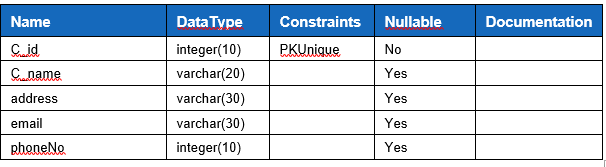 Name DataType Constraints Nullable Documentation
C_id integer(10) PKUnique No
C_name varchar(20) Yes
address varchar(30) Yes
email varchar(30) Yes
phoneNo integer(10) Yes